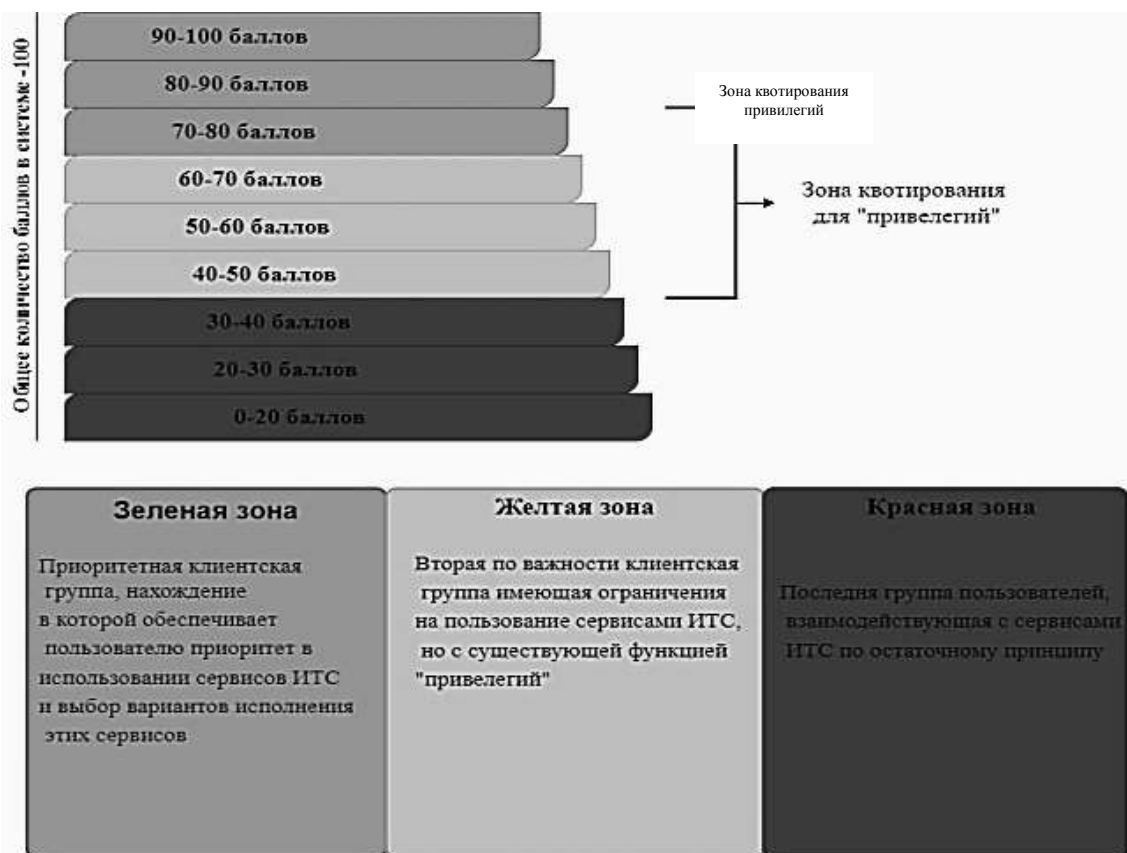 Общее количество баллов в системе -100
90-100 баллов
80-90 баллов
70-80 баллов
60-70 баллов
50-60 баллов
40-50 баллов
30-40 баллов
20-30 баллов
0-20 баллов
Зона квотирования
привилегий
Зона квотирования
для "привелегий"
Зеленая зона
Приоритетная клиентская
группа, нахождение
в которой обеспечивает
пользователю приоритет в
использовании сервисов ИТС
и выбор вариантов исполнения
этих сервисов
Желтая зона
Вторая по важности клиентская
группа имеющая ограничения
на пользование сервисами ИТС,
но с существующей функцией
"привелегий"
Красная зона
Последня группа пользователей,
взаимодействующая с сервисами
ИТС по остаточному принципу